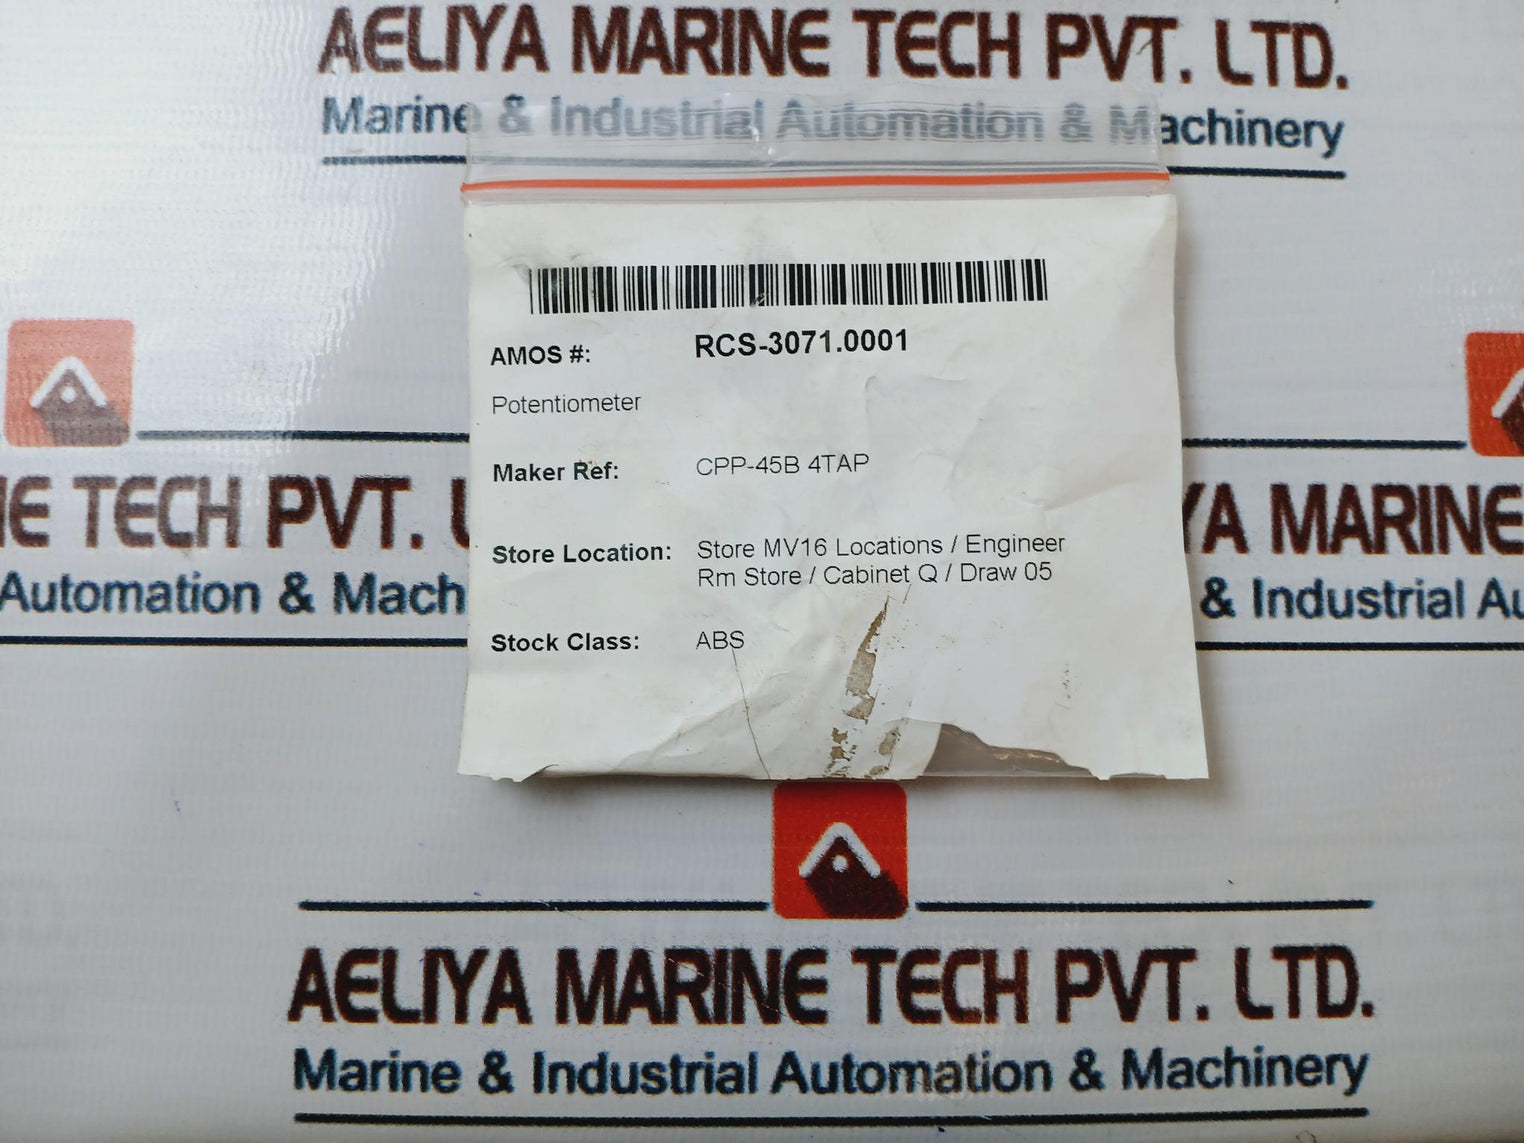 AELIYA MARINE TECH PVT. LTD.
Marine & Industrial Automation & Machinery
RCS-3071.0001
AMOS #:
Potentiometer
Maker Ref: CPP-45B 4TAP
Store Location: Store MV16 Locations / Engineer
Rm Store / Cabinet Q / Draw 05
Stock Class: ABS
NE TECH PVT. L
Automation & Mach
YA MARINE
& Industrial Au
AELIYA MARINE TECH PVT. LTD.
Marine & Industrial Automation & Machinery